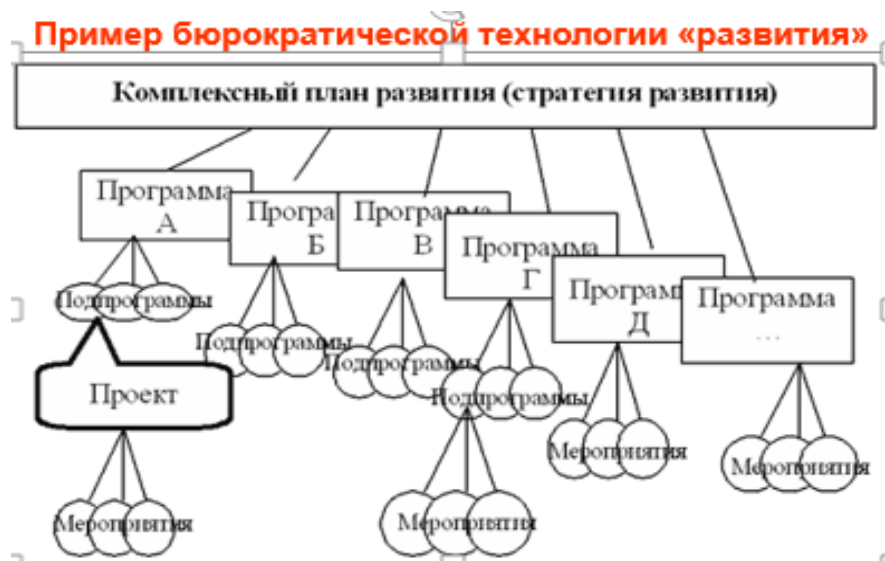 Пример бюрократической технологии «развития»
Комплексный план развития (стратегия развития)
Программа
А
Програ
Б
Программа
В
Программа
Г
Програм
Д
Программа
...
Подпрограммы
Подпрограммы
Подпрограммы
Подпрограммы
Проект
Мероприятия
Мероприятия
Мероприятия
Мероприятия